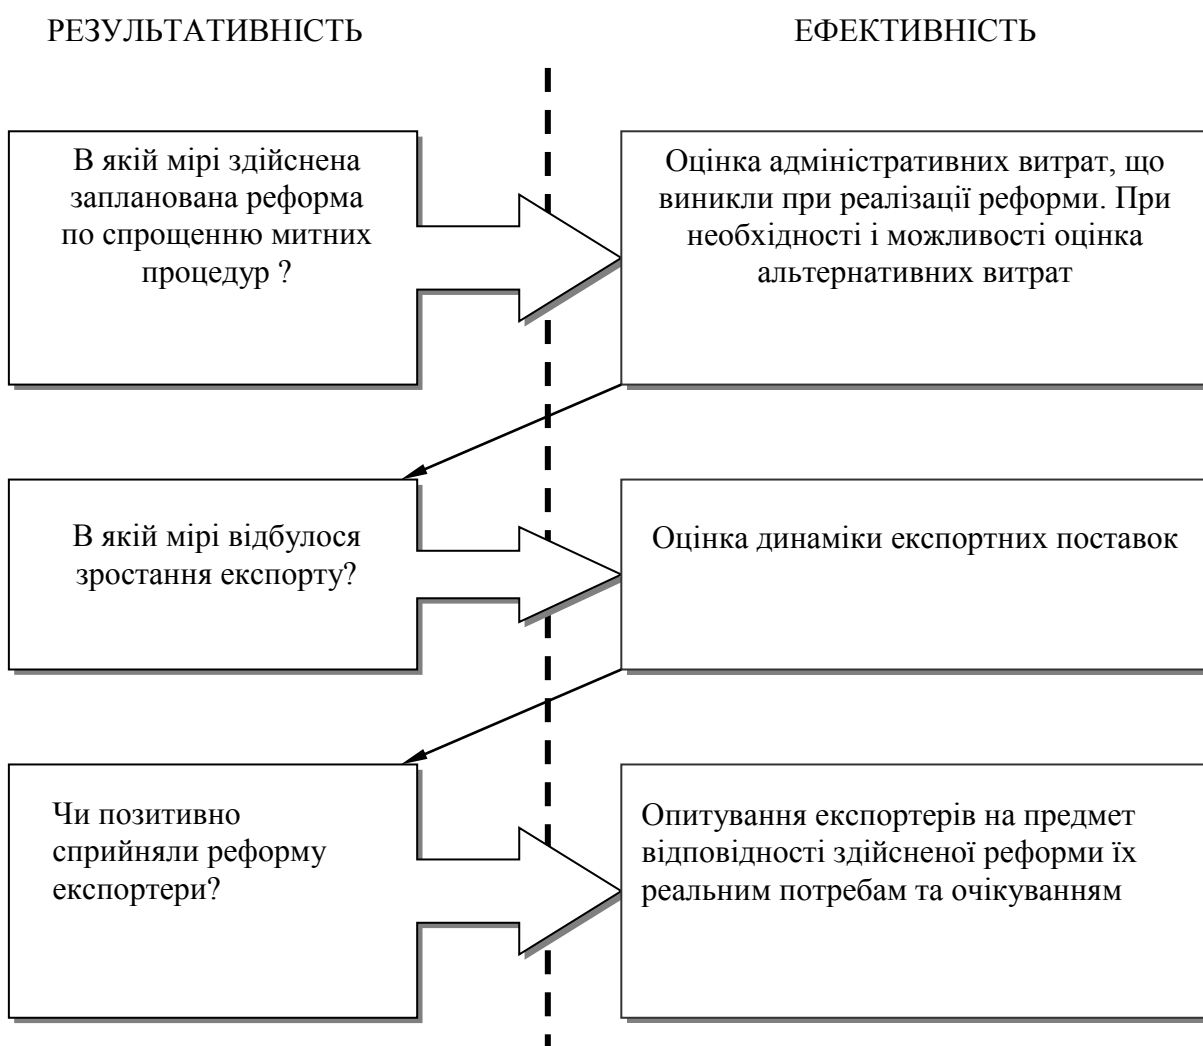 РЕЗУЛЬТАТИВНІСТЬ
ЕФЕКТИВНІСТЬ
В якій мірі здійснена
запланована реформа
по спрощенню митних
процедур ?
Оцінка адміністративних витрат, що
виникли при реалізації реформи. При
необхідності і можливості оцінка
альтернативних витрат
В якій мірі відбулося
зростання експорту?
Оцінка динаміки експортних поставок
Чи позитивно
сприйняли реформу
експортери?
Опитування експортерів на предмет
відповідності здійсненої реформи їх
реальним потребам та очікуванням